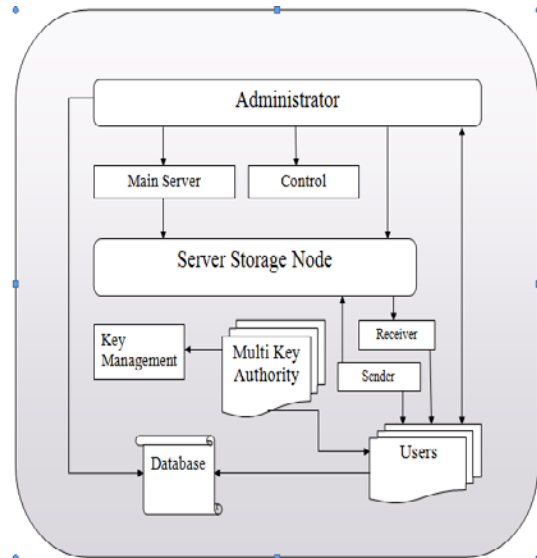 Administrator
Main Server
Control
Server Storage Node
Receiver
Key
Management
Multi Key
Authority
Sender
Database
Users